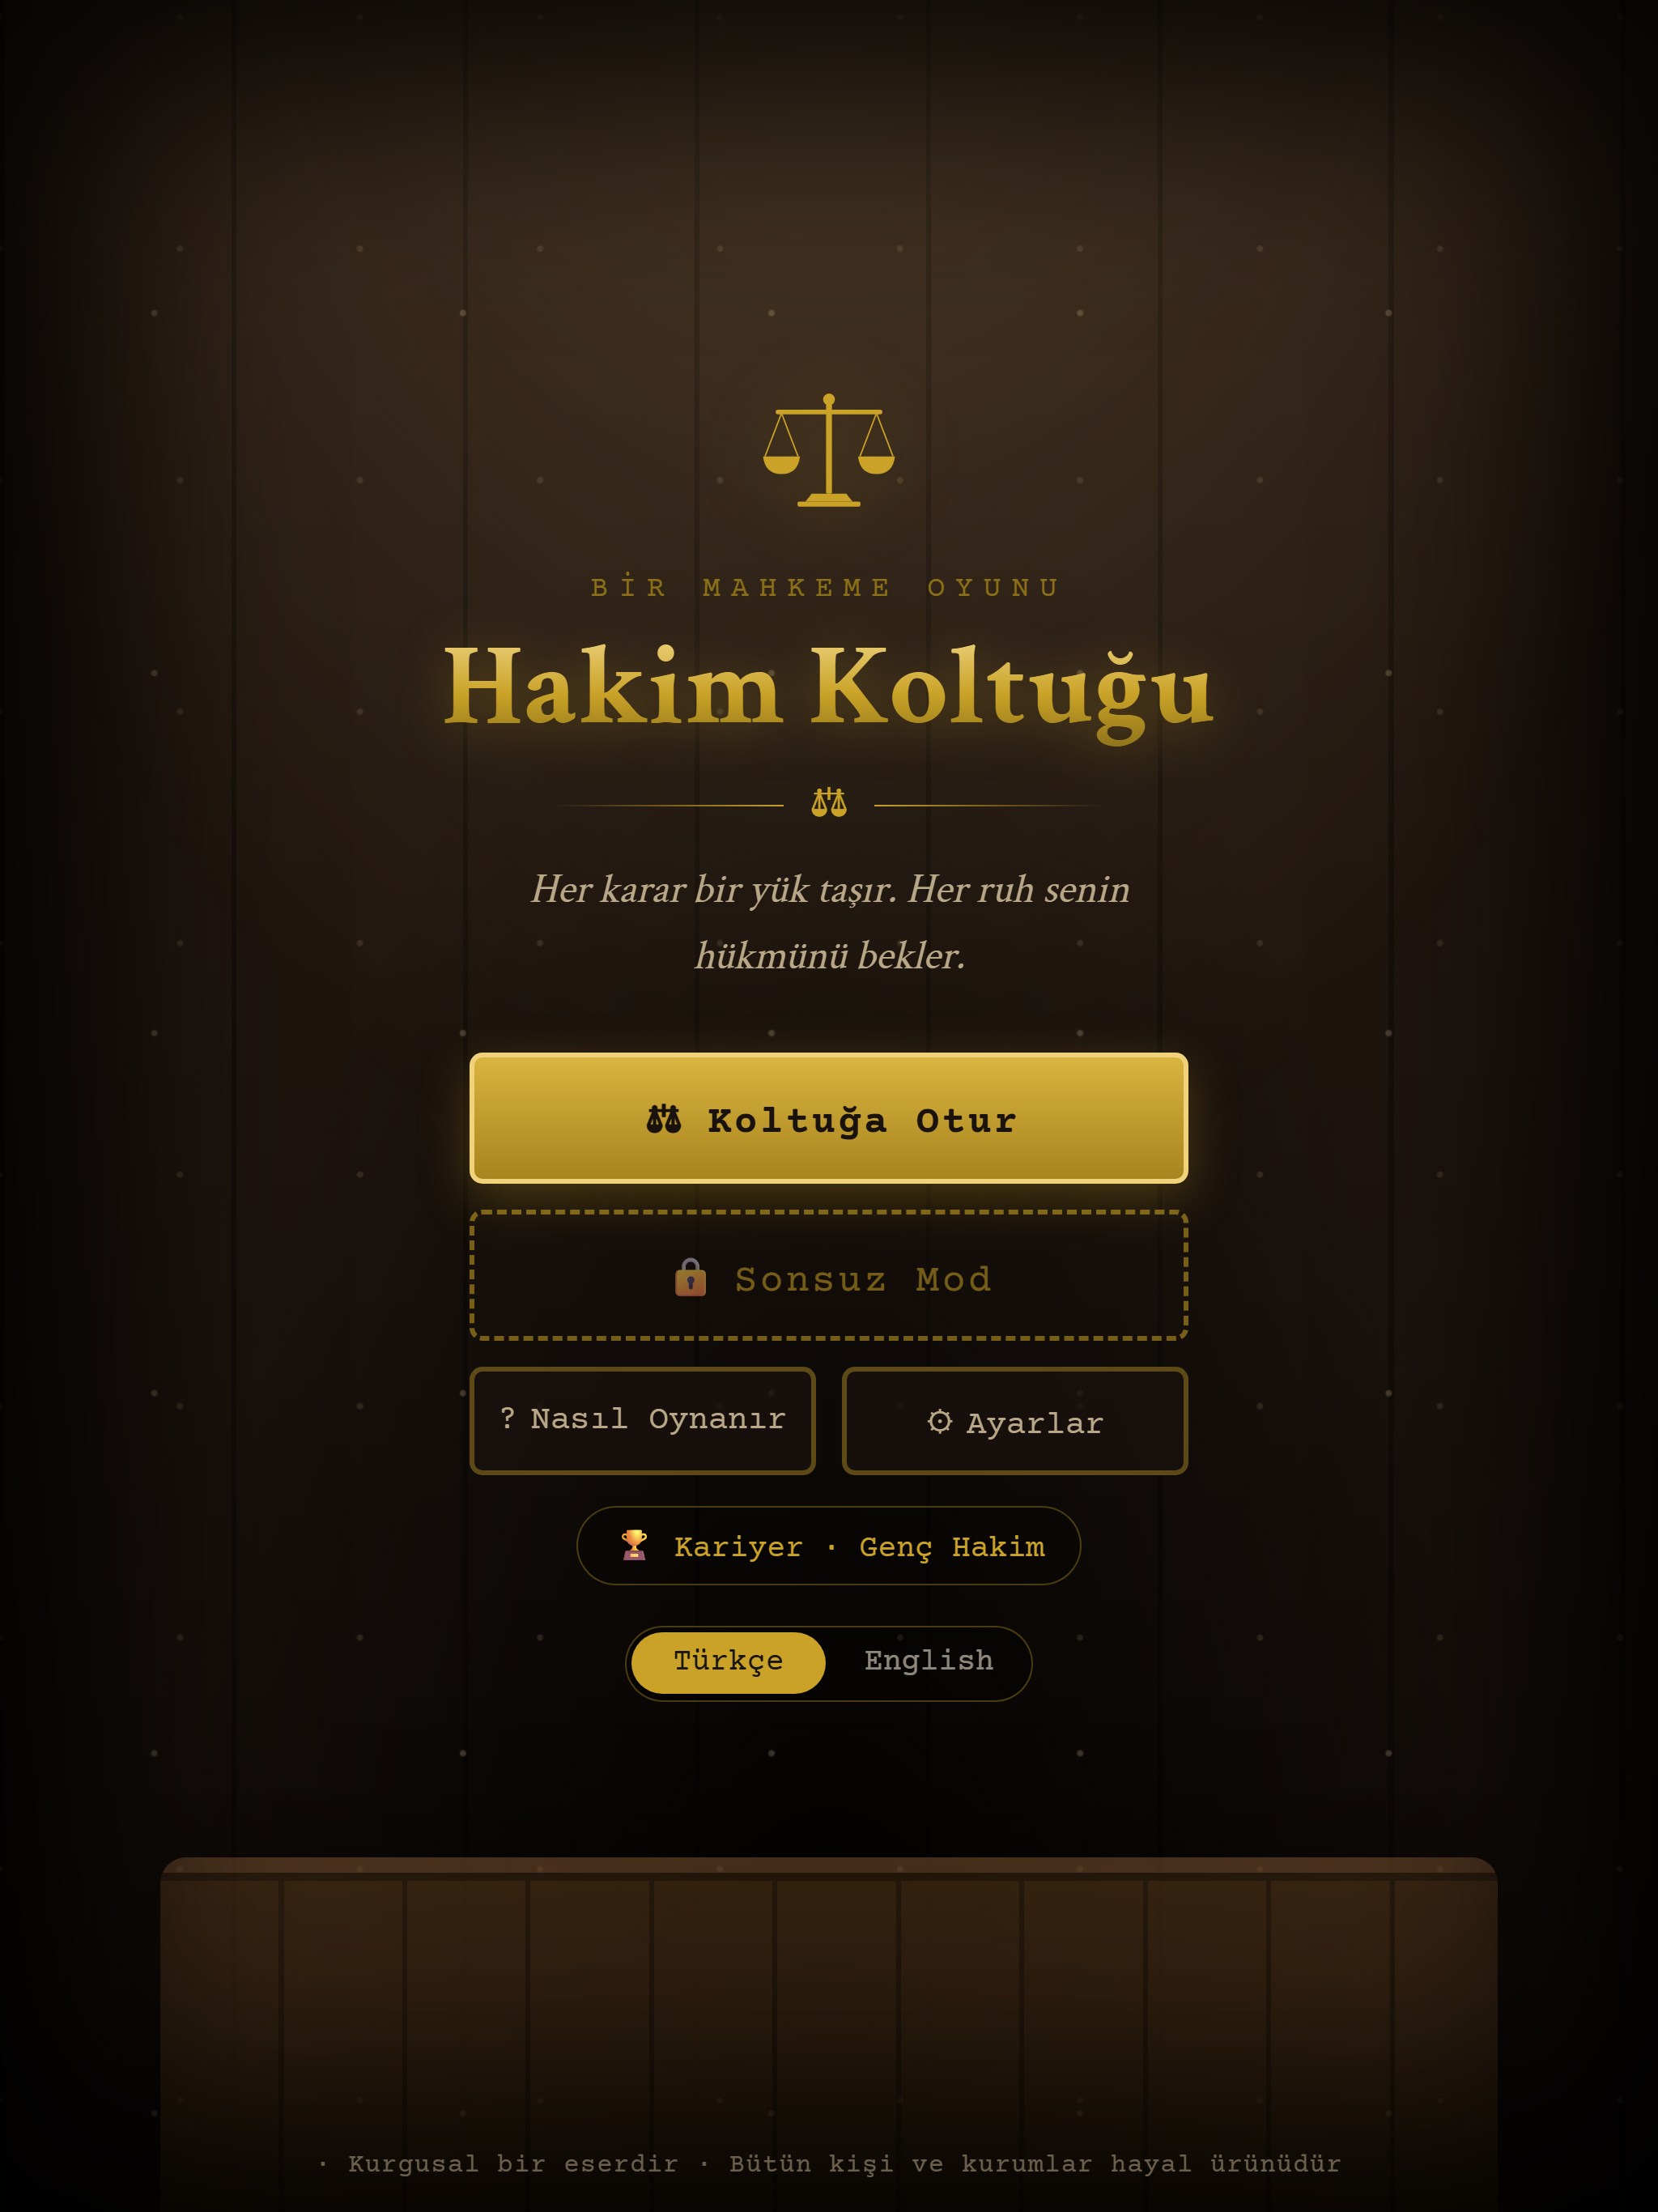 BİR MAHKEME OYUNU
Hakim Koltuğu
Her karar bir yük taşır. Her ruh senin
hükmünü bekler.
Koltuğa Otur
Sonsuz Mod
? Nasıl Oynanır
Ayarlar
Kariyer · Genç Hakim
Türkçe
English
· Kurgusal bir eserdir · Bütün kişi ve kurumlar hayal ürünüdür